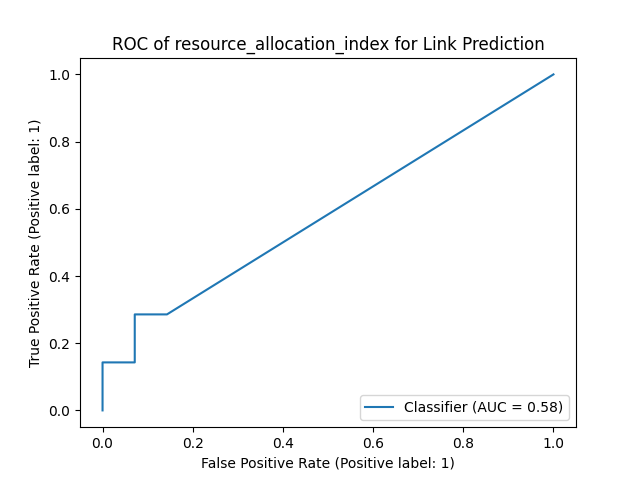 ROC of resource_allocation_index for Link Prediction
1.0
0.8
0.6
0.4
0.2
0.0
True Positive Rate (Positive label: 1)
Classifier (AUC = 0.58)
0.0 0.2 0.4 0.6 0.8 1.0
False Positive Rate (Positive label: 1)